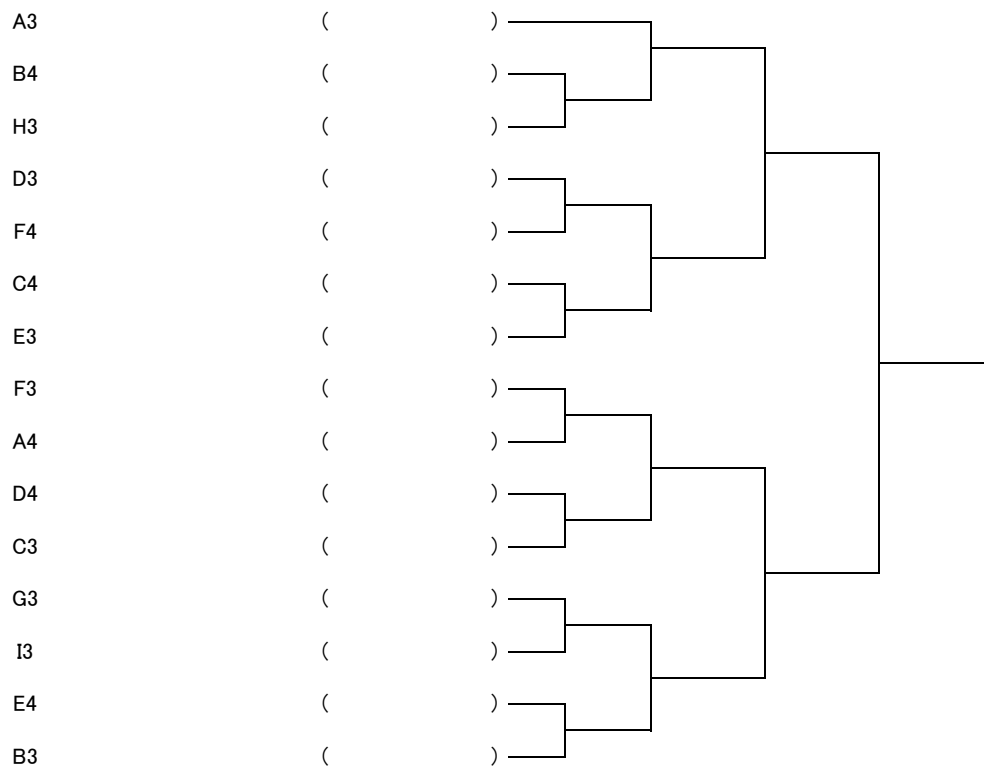 A3 ( )
B4 ( )
H3 ( )
D3 ( )
F4 ( )
C4 ( )
E3 ( )
F3 ( )
A4 ( )
D4 ( )
C3 ( )
G3 ( )
I3 ( )
E4 ( )
B3 ( )